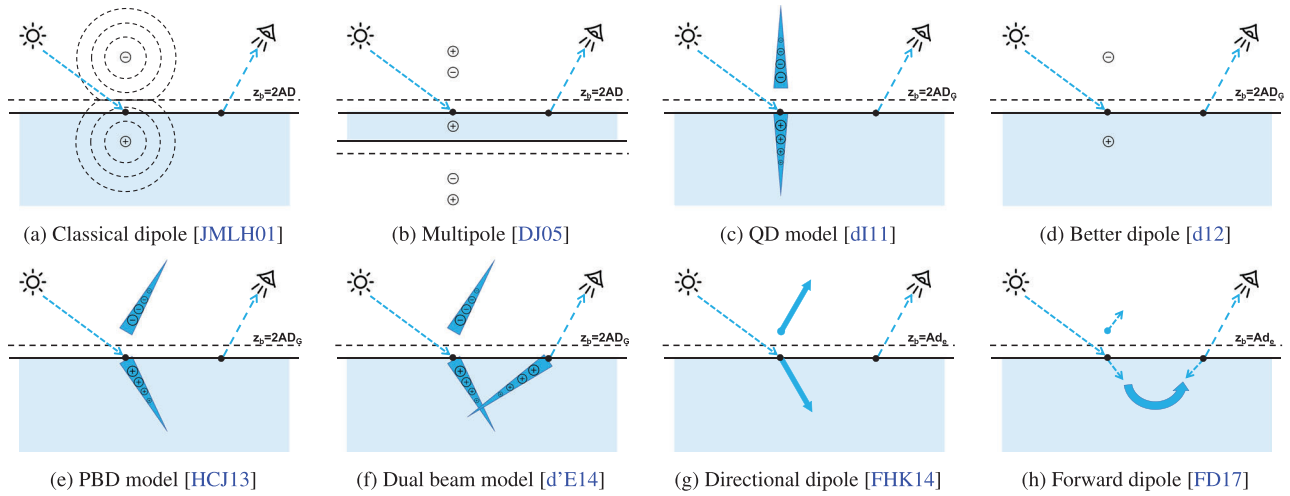 z_b=2AD
z_b=2AD
z_b=2AD_G
z_b=2AD_G
(a) Classical dipole [JMLH01]
(b) Multipole [DJ05]
(c) QD model [dI11]
(d) Better dipole [d12]
z_b=2AD_G
z_b=2AD_G
z_b=Ad_e
z_b=Ad_e
(e) PBD model [HCJ13]
(f) Dual beam model [d'E14]
(g) Directional dipole [FHK14]
(h) Forward dipole [FD17]